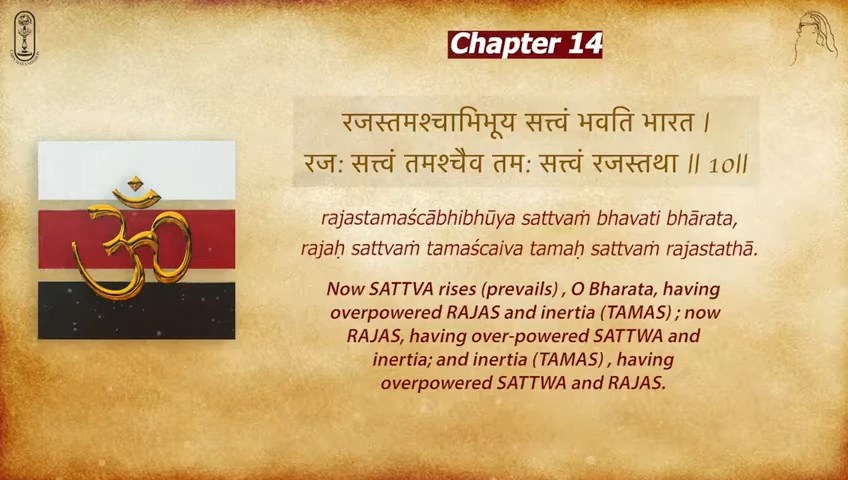 Chapter 14
रजस्तमश्चाभिभूय सत्त्वं भवति भारत ।
रज: सत्त्वं तमश्चैव तम: सत्त्वं रजस्तथा ॥ 10॥
rajastamaścābhibhūya sattvaṁ bhavati bhārata,
rajaḥ sattvaṁ tamaścaiva tamaḥ sattvaṁ rajastathā.
Now SATTVA rises (prevails) , O Bharata, having
overpowered RAJAS and inertia (TAMAS) ; now
RAJAS, having over-powered SATTWA and
inertia; and inertia (TAMAS) , having
overpowered SATTWA and RAJAS.
ॐ